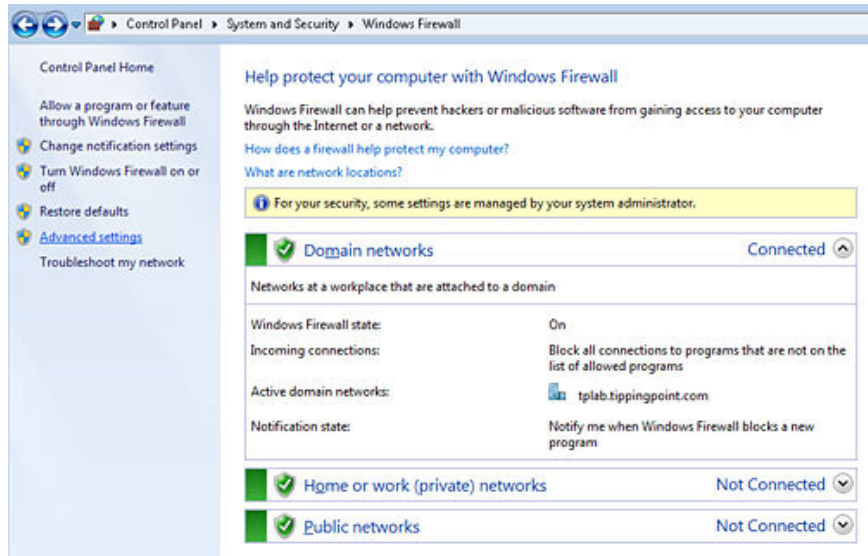 Control Panel ▸ System and Security ▸ Windows Firewall
Control Panel Home
Allow a program or feature
through Windows Firewall
Change notification settings
Turn Windows Firewall on or
off
Restore defaults
Advanced settings
Troubleshoot my network
Help protect your computer with Windows Firewall
Windows Firewall can help prevent hackers or malicious software from gaining access to your computer
through the Internet or a network.
How does a firewall help protect my computer?
What are network locations?
For your security, some settings are managed by your system administrator.
Domain networks Connected
Networks at a workplace that are attached to a domain
Windows Firewall state: On
Incoming connections: Block all connections to programs that are not on the
list of allowed programs
Active domain networks: tplab.tippingpoint.com
Notification state: Notify me when Windows Firewall blocks a new
program
Home or work (private) networks Not Connected
Public networks Not Connected